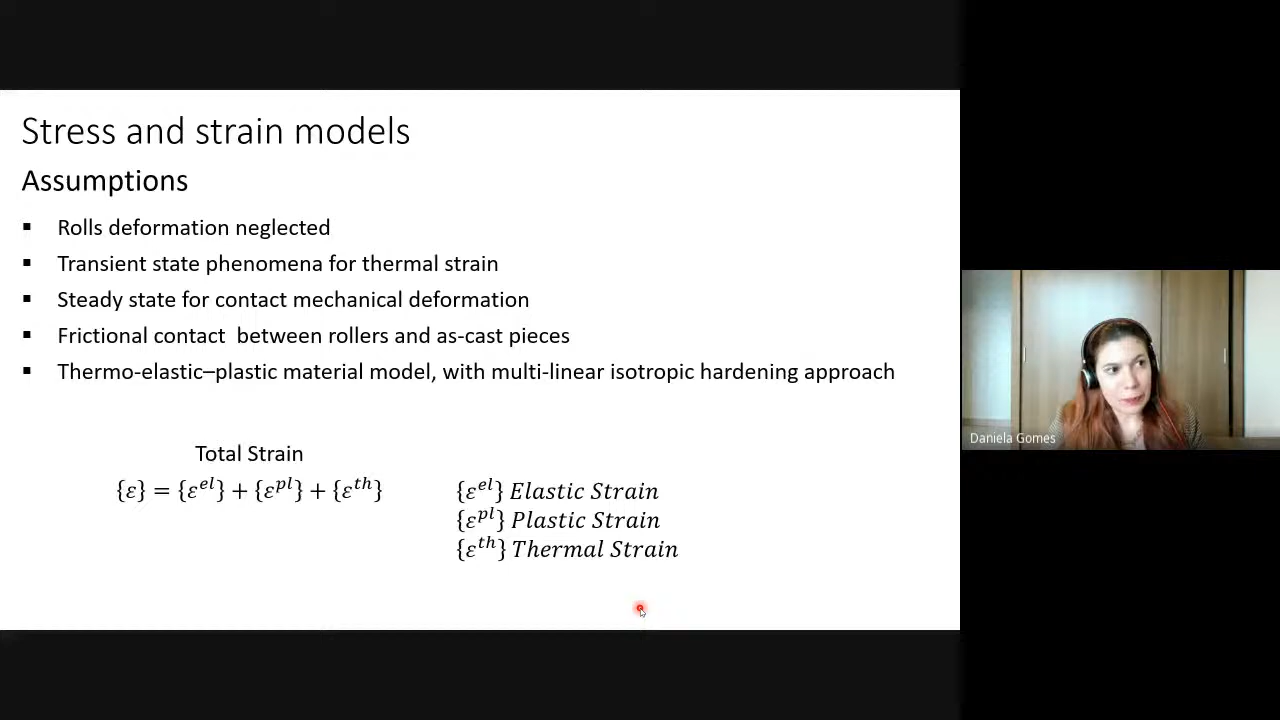 Stress and strain models
Assumptions
▪ Rolls deformation neglected
▪ Transient state phenomena for thermal strain
▪ Steady state for contact mechanical deformation
▪ Frictional contact  between rollers and as-cast pieces
▪ Thermo-elastic–plastic material model, with multi-linear isotropic hardening approach
Total Strain
{ε} = {ε^el} + {ε^pl} + {ε^th}
{ε^el} Elastic Strain
{ε^pl} Plastic Strain
{ε^th} Thermal Strain
Daniela Gomes